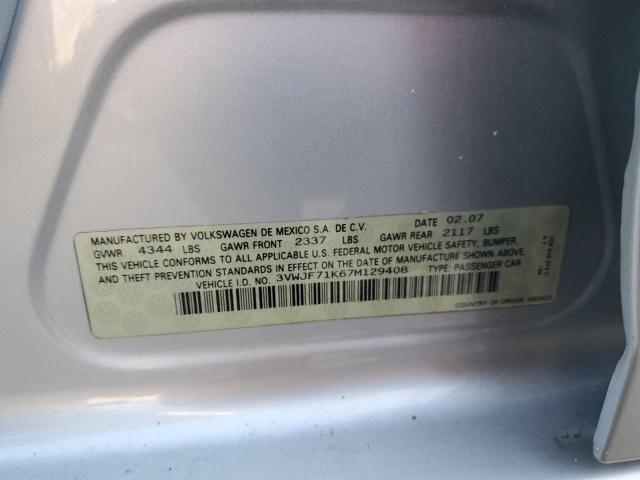 MANUFACTURED BY VOLKSWAGEN DE MEXICO S.A. DE C.V. DATE 02.07
GVWR 4344 LBS GAWR FRONT 2337 LBS GAWR REAR 2117 LBS
THIS VEHICLE CONFORMS TO ALL APPLICABLE U.S. FEDERAL MOTOR VEHICLE SAFETY, BUMPER,
AND THEFT PREVENTION STANDARDS IN EFFECT ON THE DATE OF MANUFACTURE SHOWN ABOVE.
VEHICLE I.D. NO. 3VWJF71K67M129408 TYPE: PASSENGER CAR
COUNTRY OF ORIGIN: MEXICO